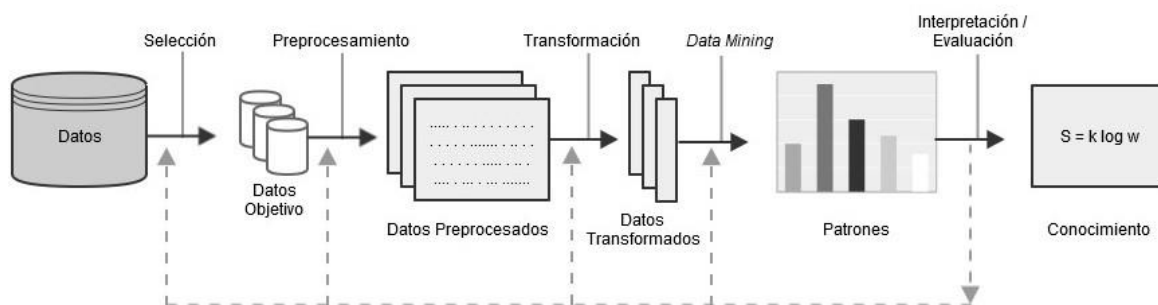 Selección
Preprocesamiento
Transformación
Data Mining
Interpretación /
Evaluación
Datos
S = k log w
Datos
Objetivo
Datos Preprocesados
Datos
Transformados
Patrones
Conocimiento